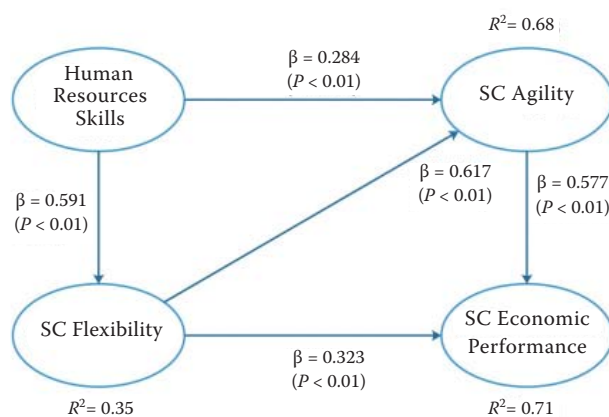 R² = 0.68
β = 0.284
(P < 0.01)
Human
Resources
Skills
SC Agility
β = 0.617
(P < 0.01)
β = 0.591
(P < 0.01)
β = 0.577
(P < 0.01)
SC Flexibility
SC Economic
Performance
β = 0.323
(P < 0.01)
R² = 0.35
R² = 0.71